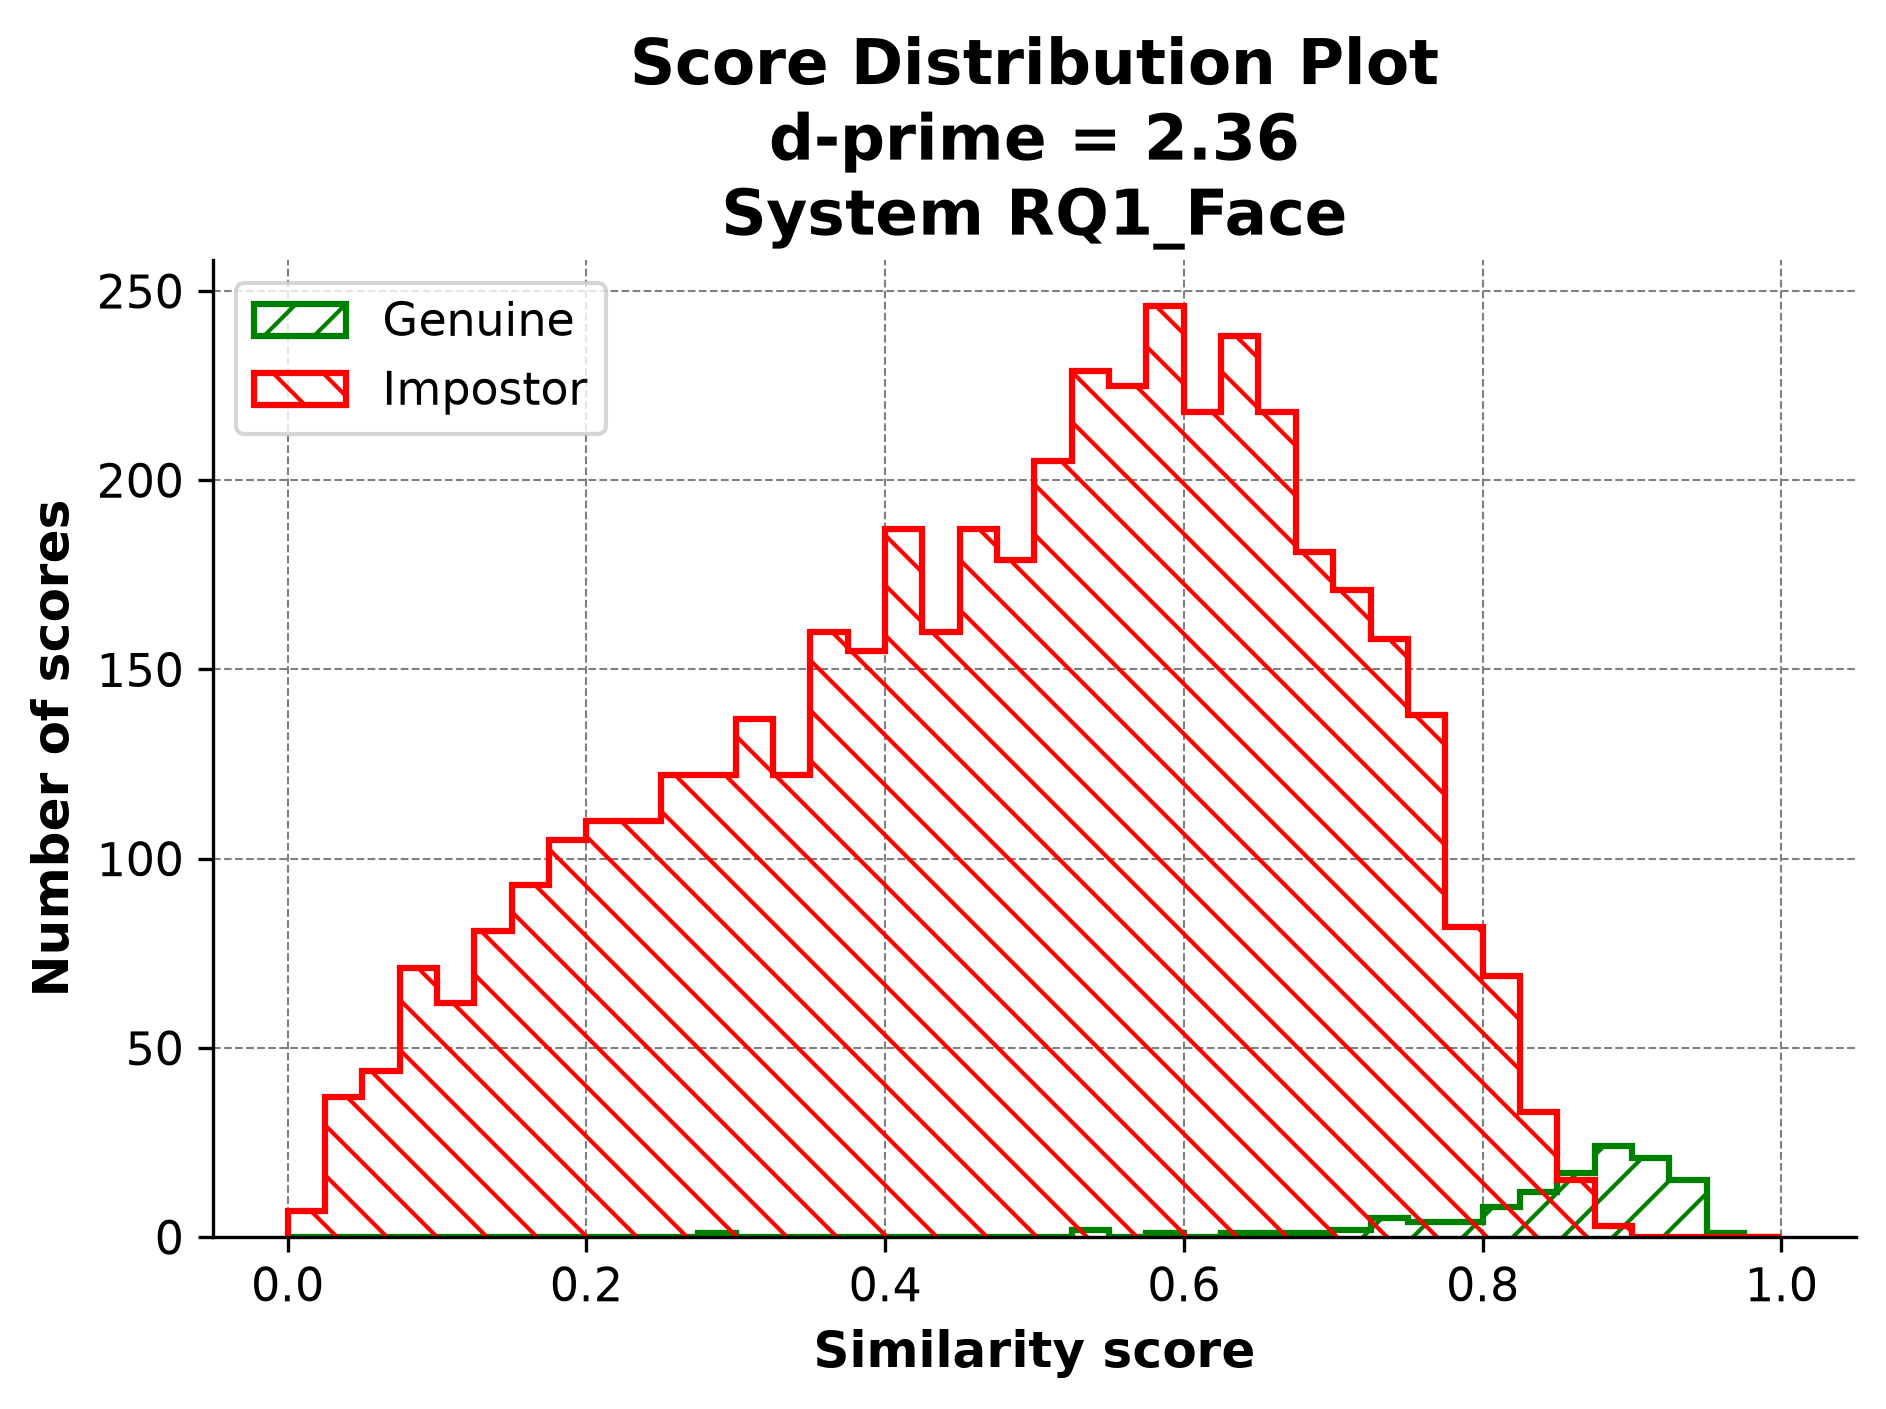 Score Distribution Plot
d-prime = 2.36
System RQ1_Face
Genuine
Impostor
Number of scores
250
200
150
100
50
0
0.0 0.2 0.4 0.6 0.8 1.0
Similarity score